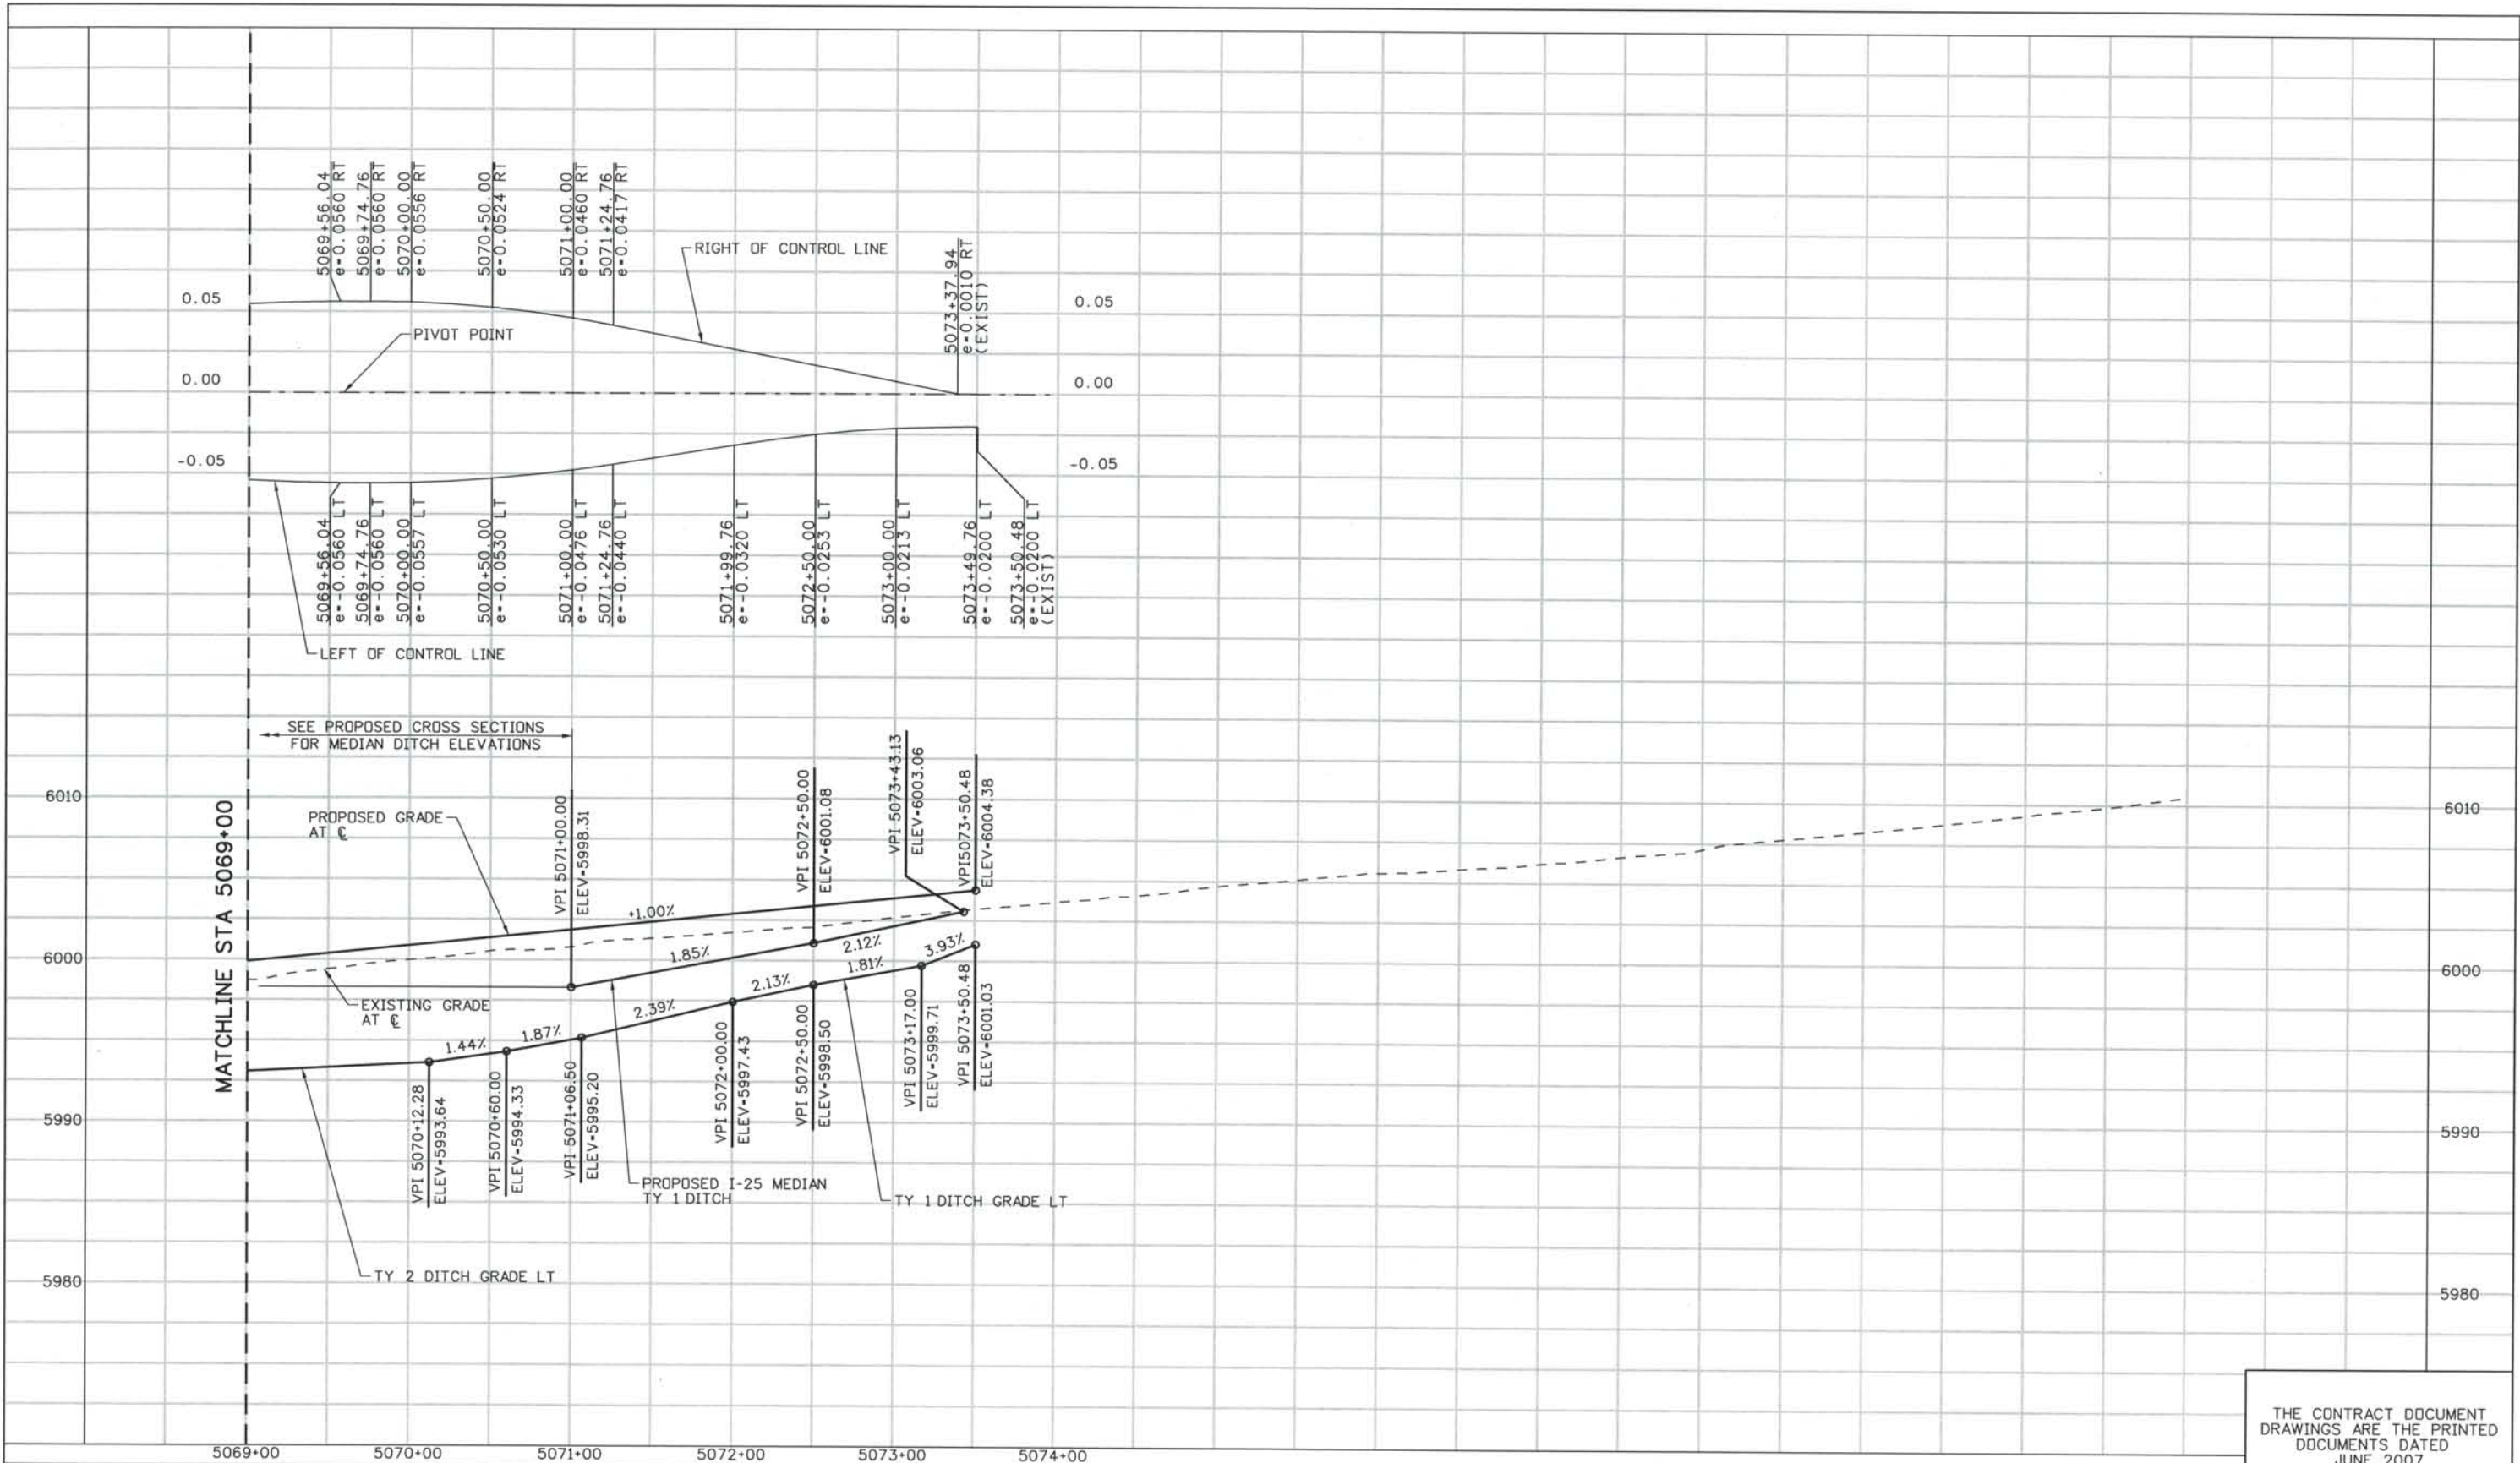 5069+56.04
e=0.0560 RT
5069+74.76
e=0.0560 RT
5070+00.00
e=0.0556 RT
5070+50.00
e=0.0524 RT
5071+00.00
e=0.0460 RT
5071+24.76
e=0.0417 RT
RIGHT OF CONTROL LINE
5073+37.94
e=0.0010 RT
(EXIST)
0.05
0.05
PIVOT POINT
0.00
0.00
-0.05
-0.05
5069+56.04
e=-0.0560 LT
5069+74.76
e=-0.0560 LT
5070+00.00
e=-0.0557 LT
5070+50.00
e=-0.0530 LT
5071+00.00
e=-0.0476 LT
5071+24.76
e=-0.0440 LT
5071+99.76
e=-0.0320 LT
5072+50.00
e=-0.0253 LT
5073+00.00
e=-0.0213 LT
5073+49.76
e=-0.0200 LT
5073+50.48
e=-0.0200 LT
(EXIST)
LEFT OF CONTROL LINE
SEE PROPOSED CROSS SECTIONS
FOR MEDIAN DITCH ELEVATIONS
MATCHLINE STA 5069+00
6010
6010
PROPOSED GRADE
AT ℄
VPI 5071+00.00
ELEV=5998.31
VPI 5072+50.00
ELEV=6001.08
VPI 5073+43.13
ELEV=6003.06
VPI5073+50.48
ELEV=6004.38
+1.00%
6000
6000
1.85%
2.12%
EXISTING GRADE
AT ℄
1.44%
1.87%
2.39%
2.13%
1.81%
3.93%
VPI 5070+12.28
ELEV=5993.64
VPI 5070+60.00
ELEV=5994.33
VPI 5071+06.50
ELEV=5995.20
VPI 5072+00.00
ELEV=5997.43
VPI 5072+50.00
ELEV=5998.50
VPI 5073+17.00
ELEV=5999.71
VPI 5073+50.48
ELEV=6001.03
5990
5990
PROPOSED I-25 MEDIAN
TY 1 DITCH
TY 1 DITCH GRADE LT
TY 2 DITCH GRADE LT
5980
5980
THE CONTRACT DOCUMENT
DRAWINGS ARE THE PRINTED
DOCUMENTS DATED
JUNE 2007
5069+00
5070+00
5071+00
5072+00
5073+00
5074+00